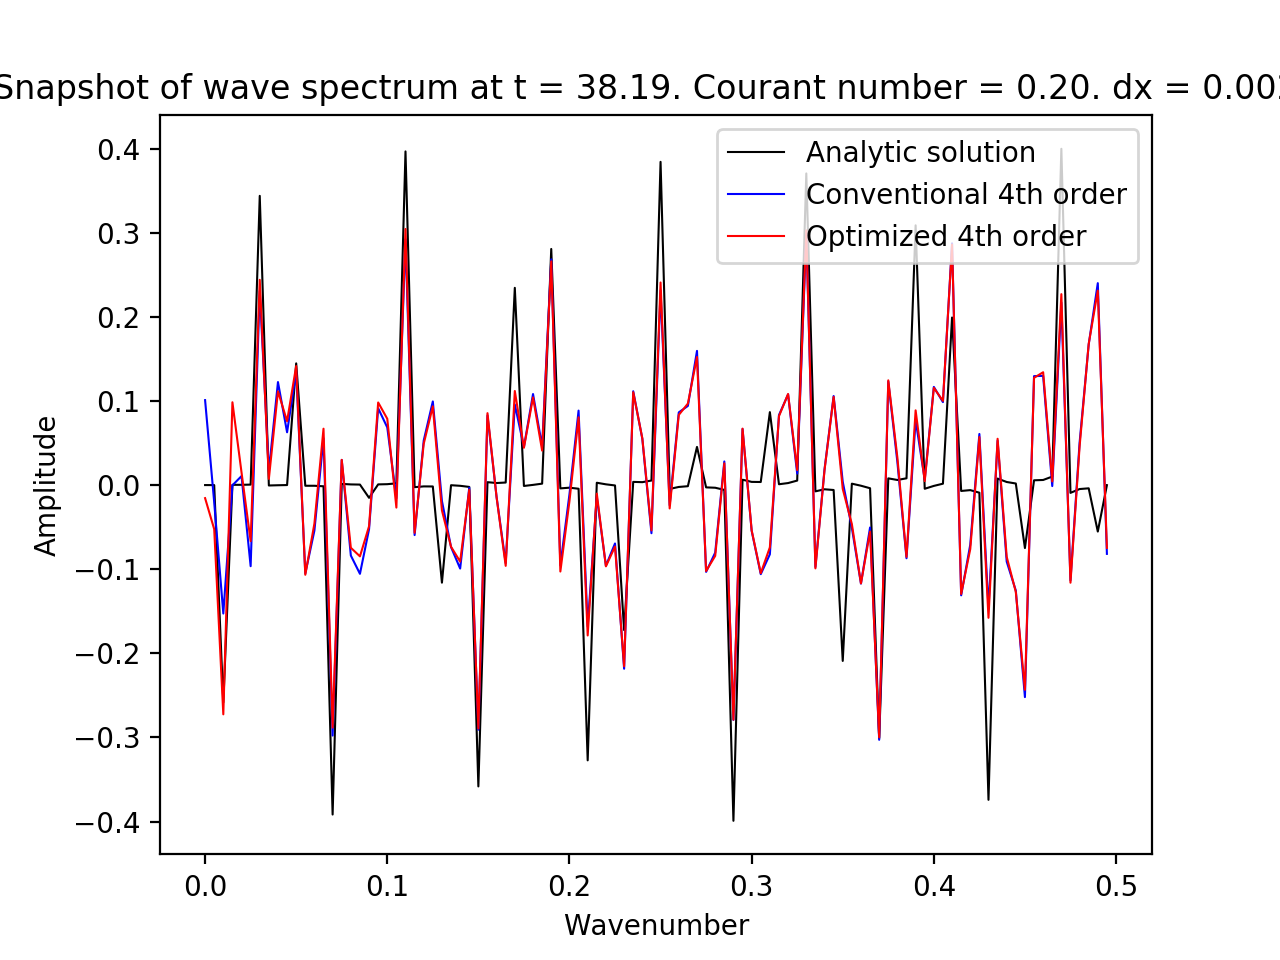 Snapshot of wave spectrum at t = 38.19. Courant number = 0.20. dx = 0.00
Analytic solution
Conventional 4th order
Optimized 4th order
Amplitude
0.4
0.3
0.2
0.1
0.0
−0.1
−0.2
−0.3
−0.4
0.0 0.1 0.2 0.3 0.4 0.5
Wavenumber